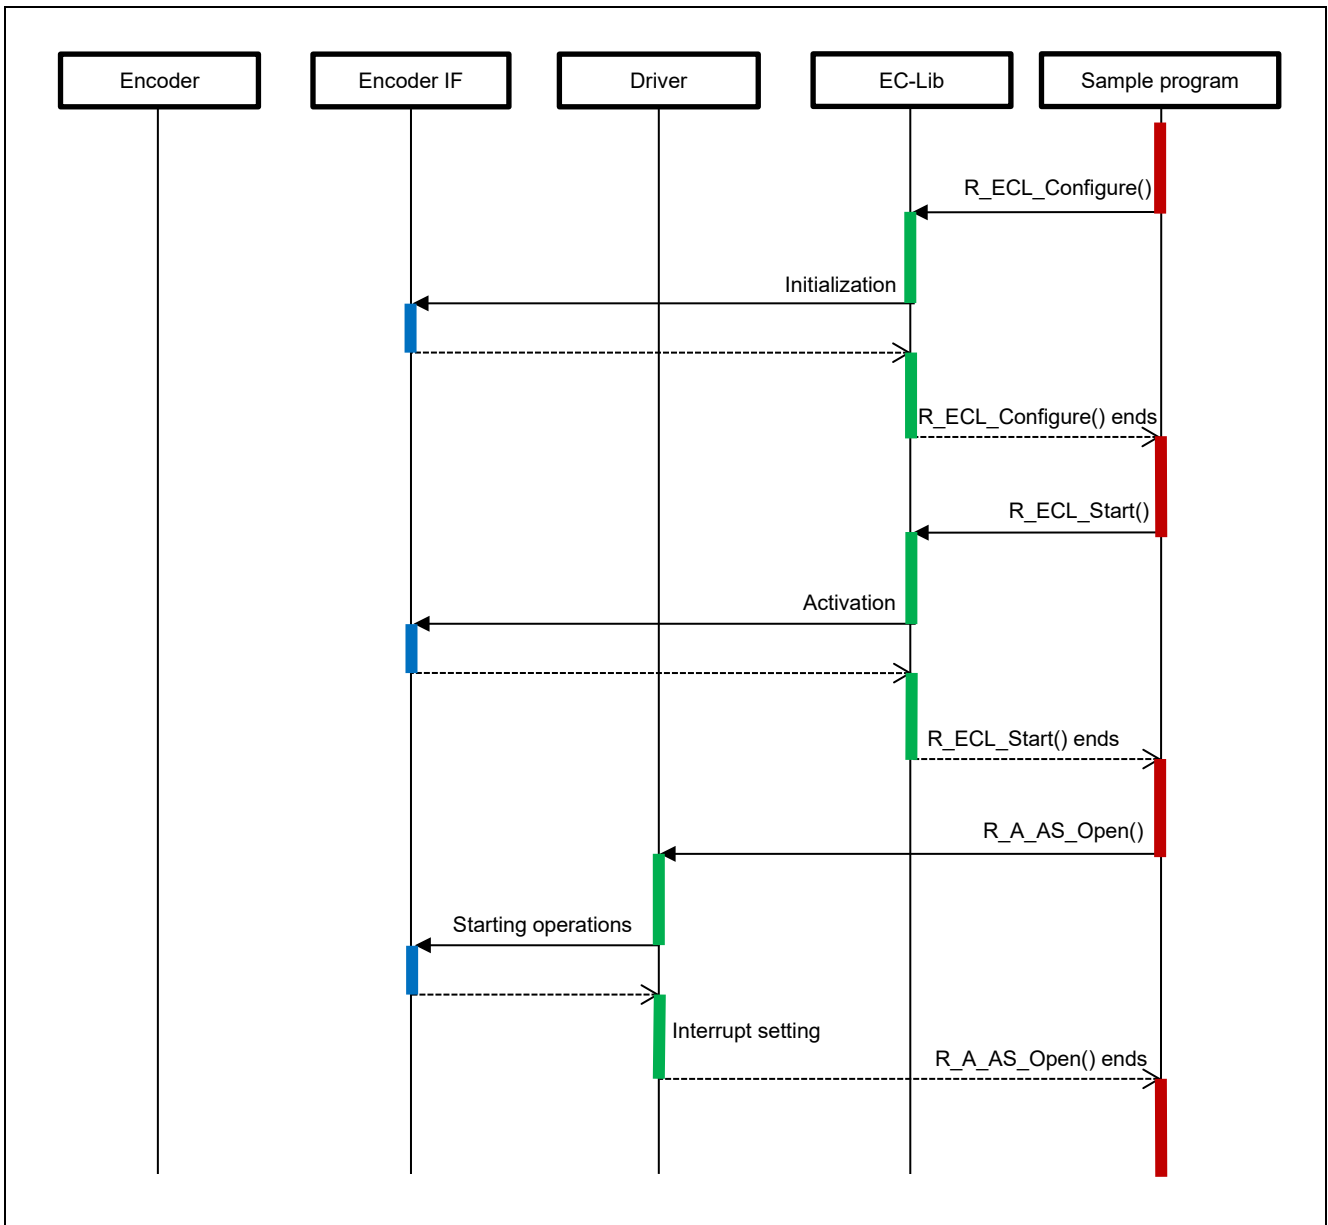 Encoder
Encoder IF
Driver
EC-Lib
Sample program
R_ECL_Configure()
Initialization
R_ECL_Configure() ends
R_ECL_Start()
Activation
R_ECL_Start() ends
R_A_AS_Open()
Starting operations
Interrupt setting
R_A_AS_Open() ends